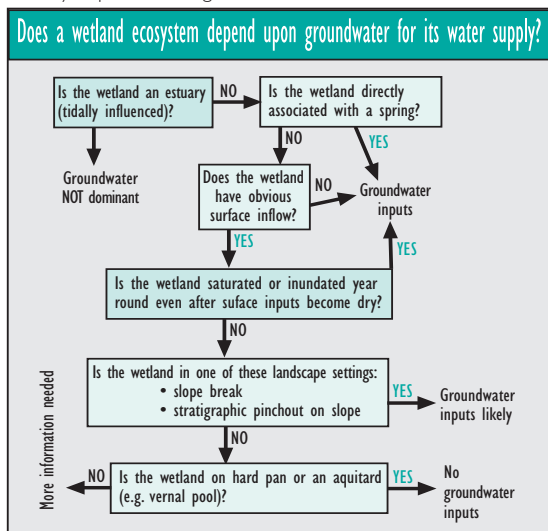 Does a wetland ecosystem depend upon groundwater for its water supply?
Is the wetland an estuary
(tidally influenced)?
NO
Is the wetland directly
associated with a spring?
NO
YES
Groundwater
NOT dominant
Does the wetland
have obvious
surface inflow?
NO
Groundwater
inputs
YES
YES
Is the wetland saturated or inundated year
round even after suface inputs become dry?
NO
Is the wetland in one of these landscape settings:
• slope break
• stratigraphic pinchout on slope
YES
Groundwater
inputs likely
NO
More information needed
NO
Is the wetland on hard pan or an aquitard
(e.g. vernal pool)?
YES
No
groundwater
inputs